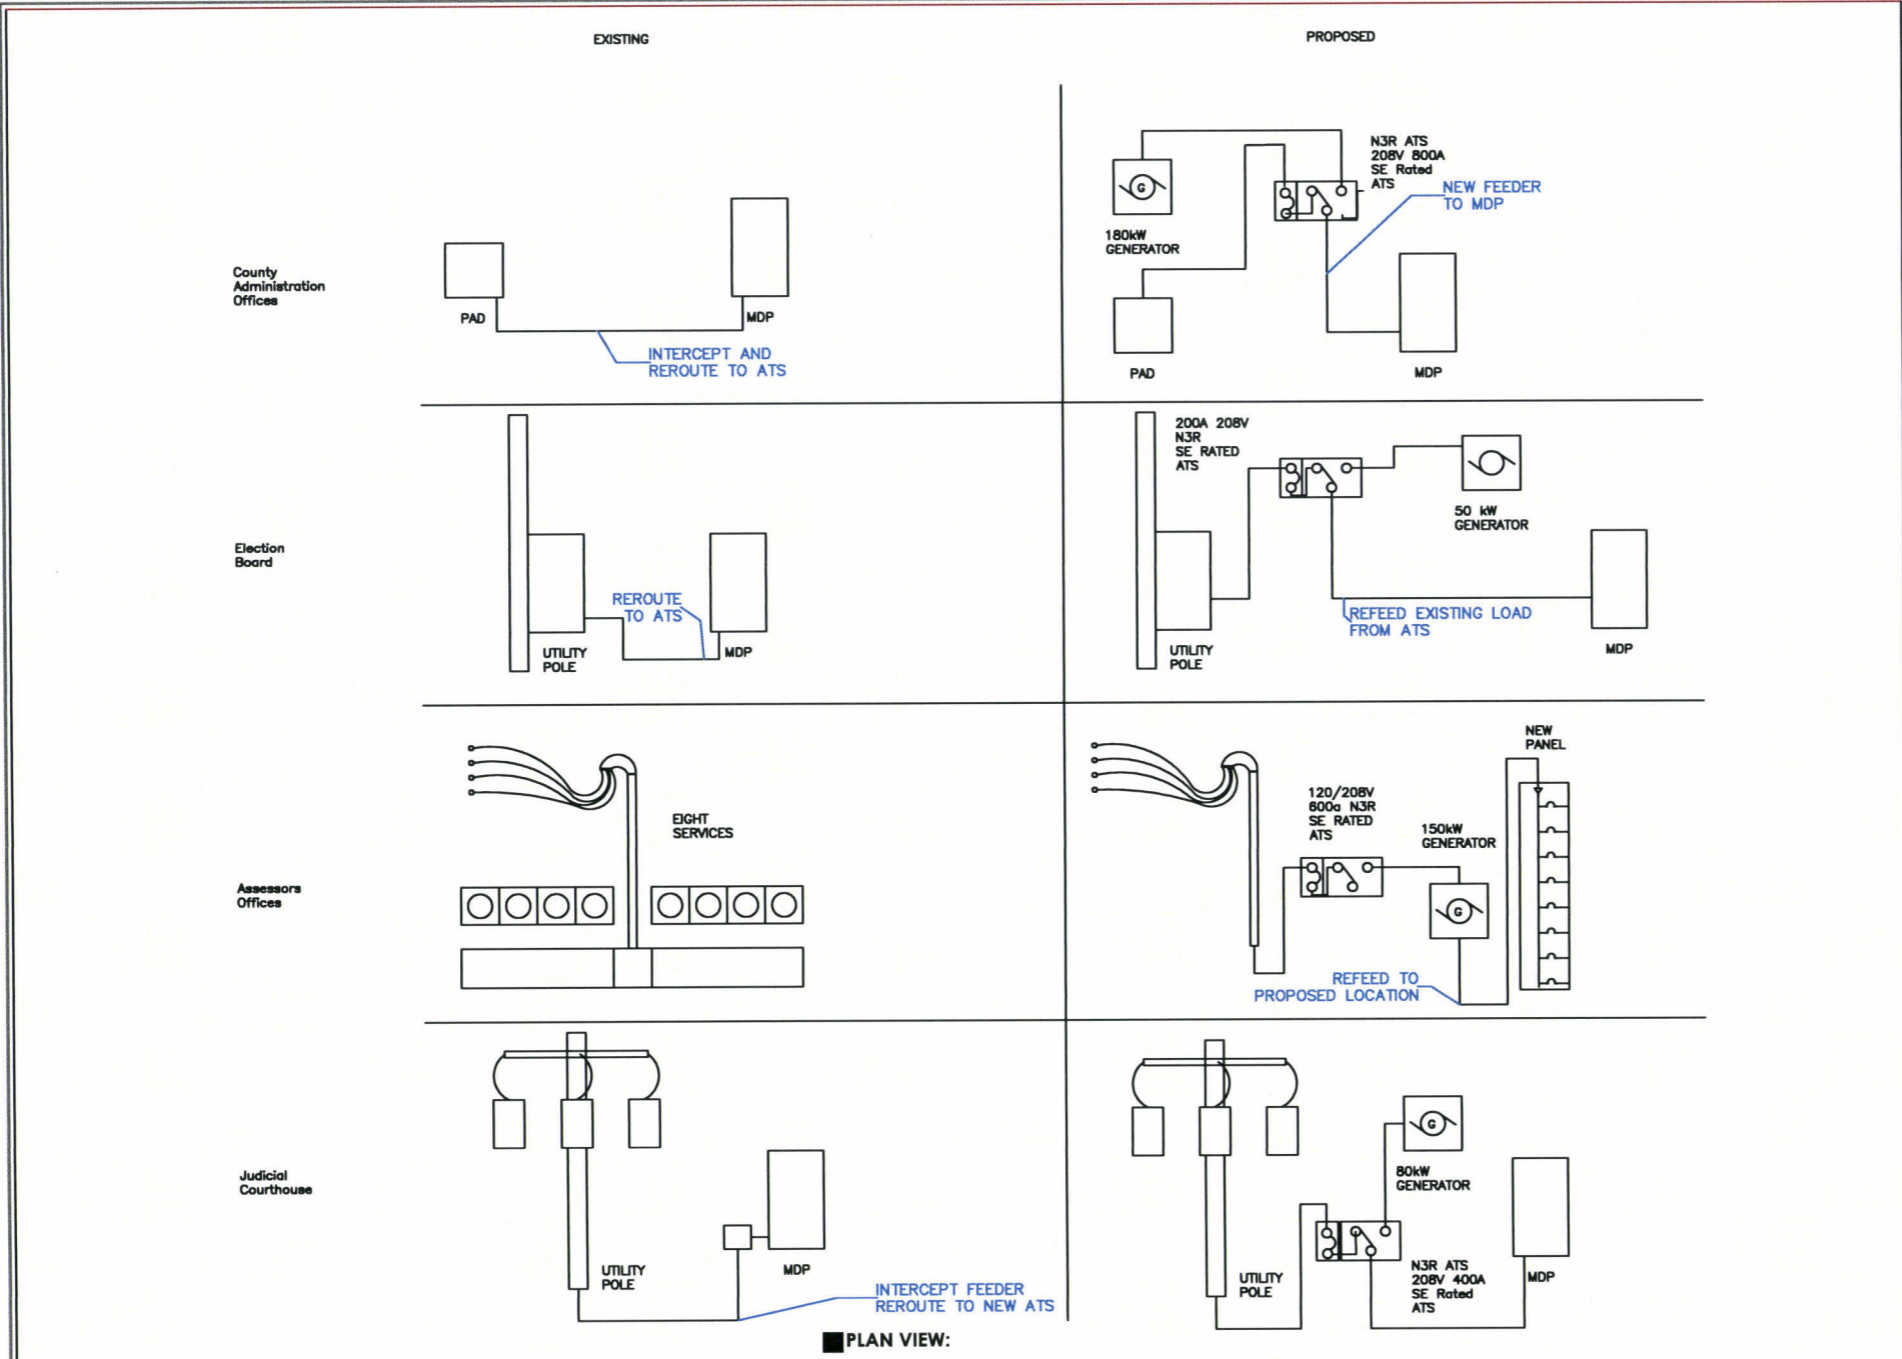 EXISTING
PROPOSED
County
Administration
Offices
PAD
MDP
INTERCEPT AND
REROUTE TO ATS
G
180kW
GENERATOR
PAD
N3R ATS
208V 800A
SE Rated
ATS
NEW FEEDER
TO MDP
MDP
Election
Board
UTILITY
POLE
REROUTE
TO ATS
MDP
200A 208V
N3R
SE RATED
ATS
UTILITY
POLE
50 kW
GENERATOR
REFEED EXISTING LOAD
FROM ATS
MDP
Assessors
Offices
EIGHT
SERVICES
120/208V
600a N3R
SE RATED
ATS
150kW
GENERATOR
G
NEW
PANEL
REFEED TO
PROPOSED LOCATION
Judicial
Courthouse
UTILITY
POLE
MDP
INTERCEPT FEEDER
REROUTE TO NEW ATS
UTILITY
POLE
G
80kW
GENERATOR
N3R ATS
208V 400A
SE Rated
ATS
MDP
PLAN VIEW: